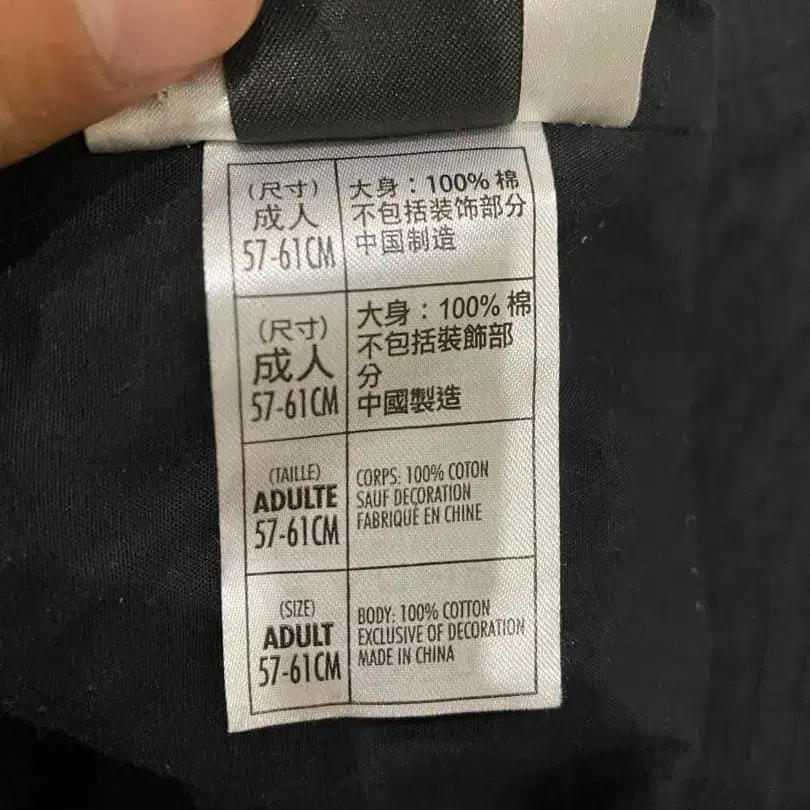 (尺寸)
成人
57-61CM
大身：100% 棉
不包括装饰部分
中国制造
(尺寸)
成人
57-61CM
大身：100% 棉
不包括裝飾部
分
中國製造
(TAILLE)
ADULTE
57-61CM
CORPS: 100% COTON
SAUF DECORATION
FABRIQUÉ EN CHINE
(SIZE)
ADULT
57-61CM
BODY: 100% COTTON
EXCLUSIVE OF DECORATION
MADE IN CHINA